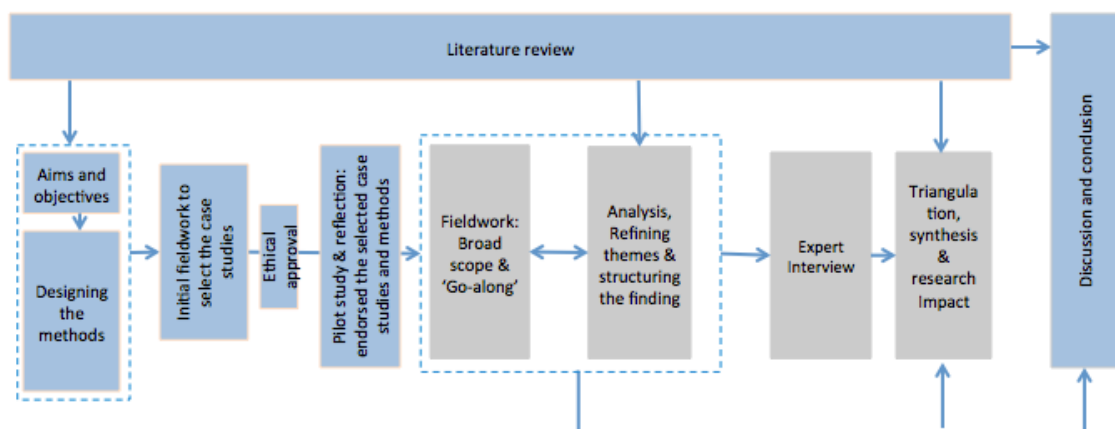 Literature review
Aims and
objectives
Designing
the
methods
Initial fieldwork to
select the case
studies
Ethical
approval
Pilot study & reflection:
endorsed the selected case
studies and methods
Fieldwork:
Broad
scope &
‘Go-along’
Analysis,
Refining
themes &
structuring
the finding
Expert
Interview
Triangula
tion,
synthesis
&
research
Impact
Discussion and conclusion